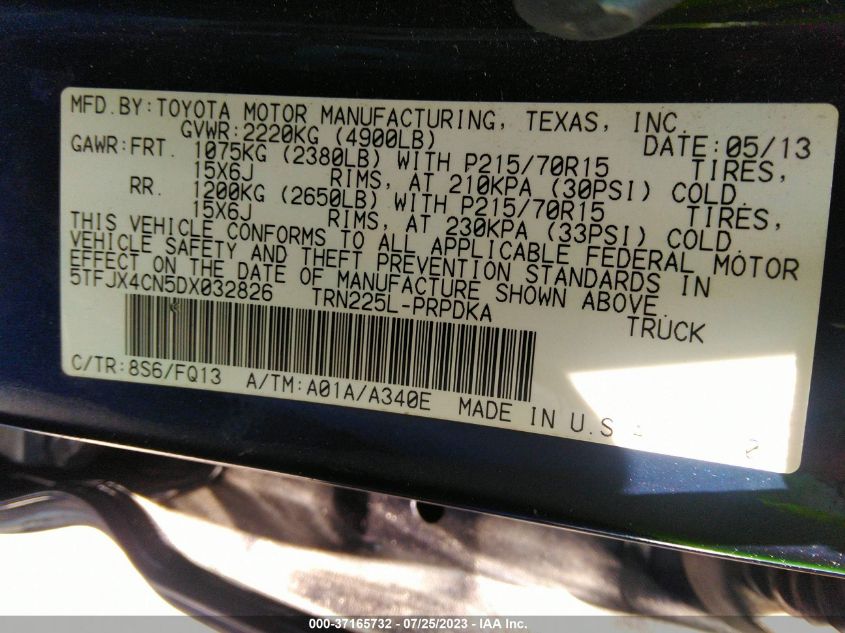 MFD.BY:TOYOTA MOTOR MANUFACTURING, TEXAS, INC.
GVWR:2220KG (4900LB) DATE:05/13
GAWR:FRT. 1075KG (2380LB) WITH P215/70R15 TIRES,
15X6J RIMS, AT 210KPA (30PSI) COLD.
RR. 1200KG (2650LB) WITH P215/70R15 TIRES,
15X6J RIMS, AT 230KPA (33PSI) COLD
THIS VEHICLE CONFORMS TO ALL APPLICABLE FEDERAL MOTOR
VEHICLE SAFETY AND THEFT PREVENTION STANDARDS IN
EFFECT ON THE DATE OF MANUFACTURE SHOWN ABOVE.
5TFJX4CN5DX032826 TRN225L-PRPDKA TRUCK
C/TR:8S6/FQ13 A/TM:A01A/A340E MADE IN U.S
000-37165732 - 07/25/2023 - IAA Inc.